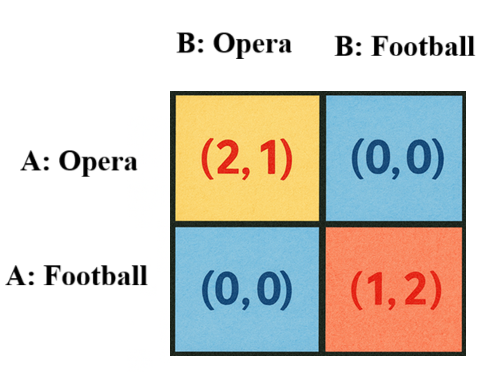 B: Opera B: Football
A: Opera (2, 1) (0, 0)
A: Football (0, 0) (1, 2)